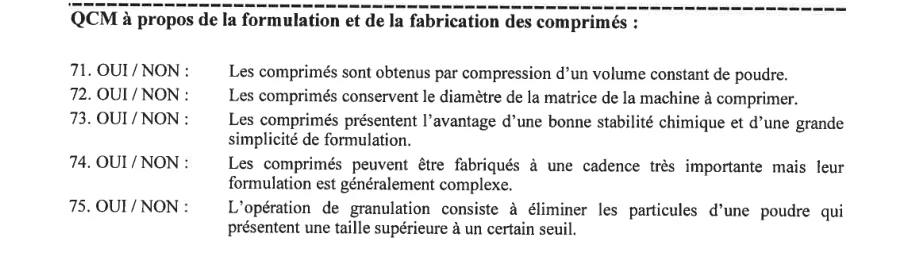 QCM à propos de la formulation et de la fabrication des comprimés :
71. OUI / NON : Les comprimés sont obtenus par compression d'un volume constant de poudre.
72. OUI / NON : Les comprimés conservent le diamètre de la matrice de la machine à comprimer.
73. OUI / NON : Les comprimés présentent l'avantage d'une bonne stabilité chimique et d'une grande
simplicité de formulation.
74. OUI / NON : Les comprimés peuvent être fabriqués à une cadence très importante mais leur
formulation est généralement complexe.
75. OUI / NON : L'opération de granulation consiste à éliminer les particules d'une poudre qui
présentent une taille supérieure à un certain seuil.